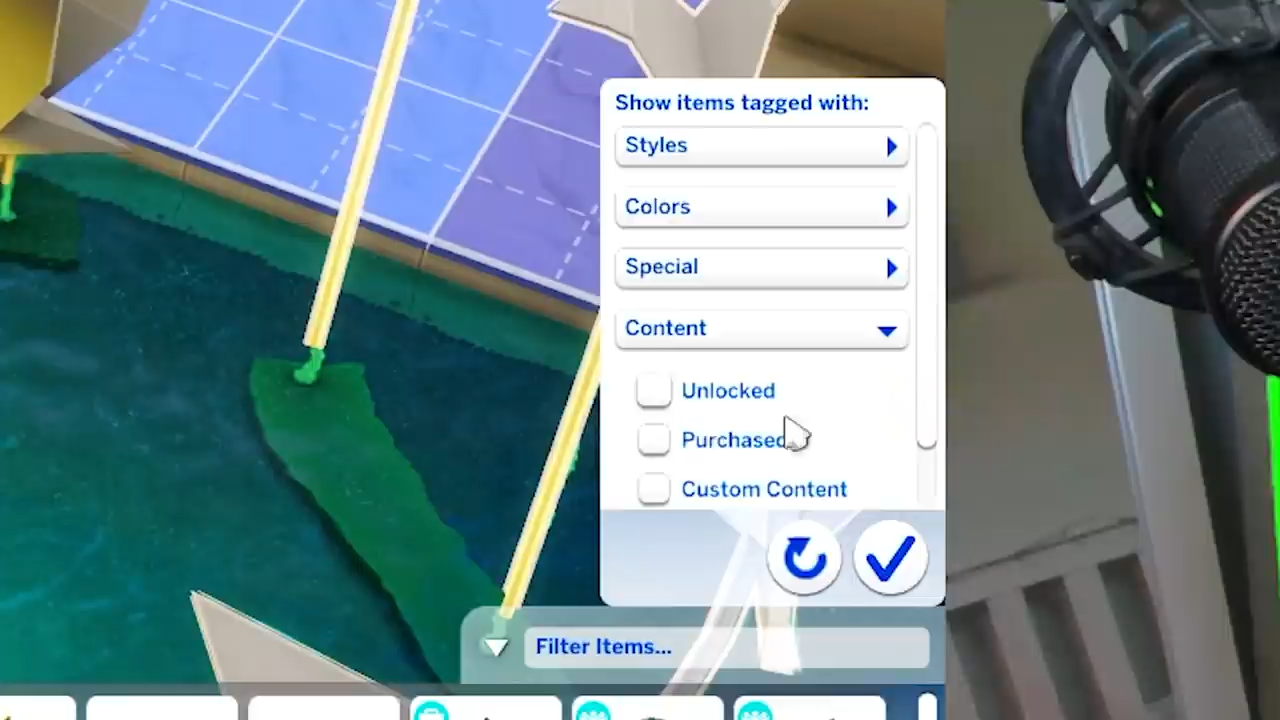 Show items tagged with:
Styles
Colors
Special
Content
Unlocked
Purchased
Custom Content
Filter Items...